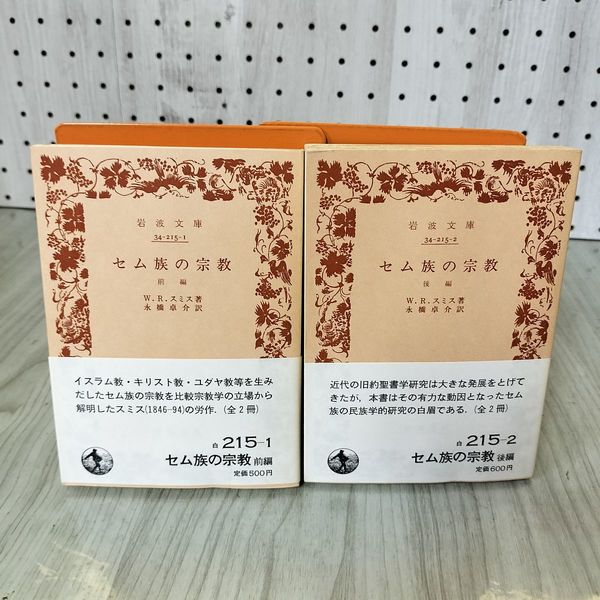 岩波文庫
34-215-1
セム族の宗教
前編
W.R.スミス著
永橋卓介訳
イスラム教・キリスト教・ユダヤ教等を生み
だしたセム族の宗教を比較宗教学の立場から
解明したスミス(1846-94)の労作.(全2冊)
白 215-1
セム族の宗教 前編
定価500円
岩波文庫
34-215-2
セム族の宗教
後編
W.R.スミス著
永橋卓介訳
近代の旧約聖書学研究は大きな発展をとげて
きたが,本書はその有力な動因となったセム
族の民族学的研究の白眉である.(全2冊)
白 215-2
セム族の宗教 後編
定価600円